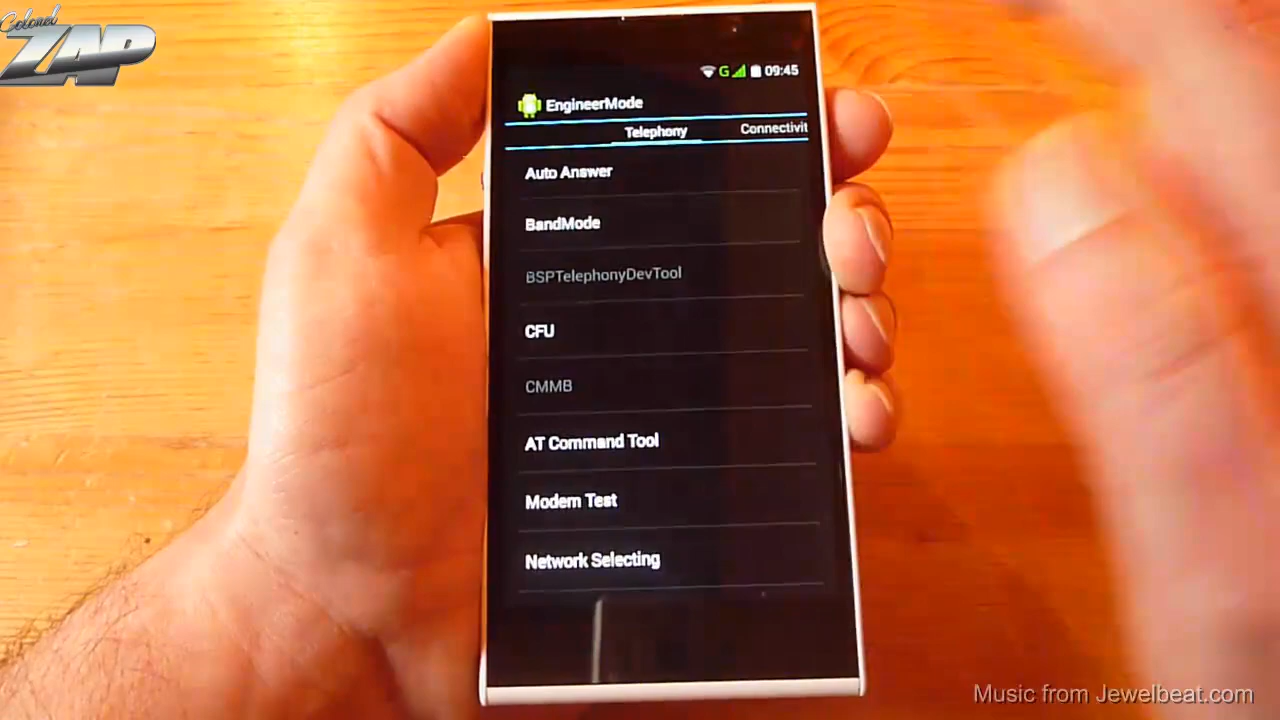 Colonel
ZAP
G
09:45
EngineerMode
Telephony
Connectivit
Auto Answer
BandMode
BSPTelephonyDevTool
CFU
CMMB
AT Command Tool
Modem Test
Network Selecting
Music from Jewelbeat.com